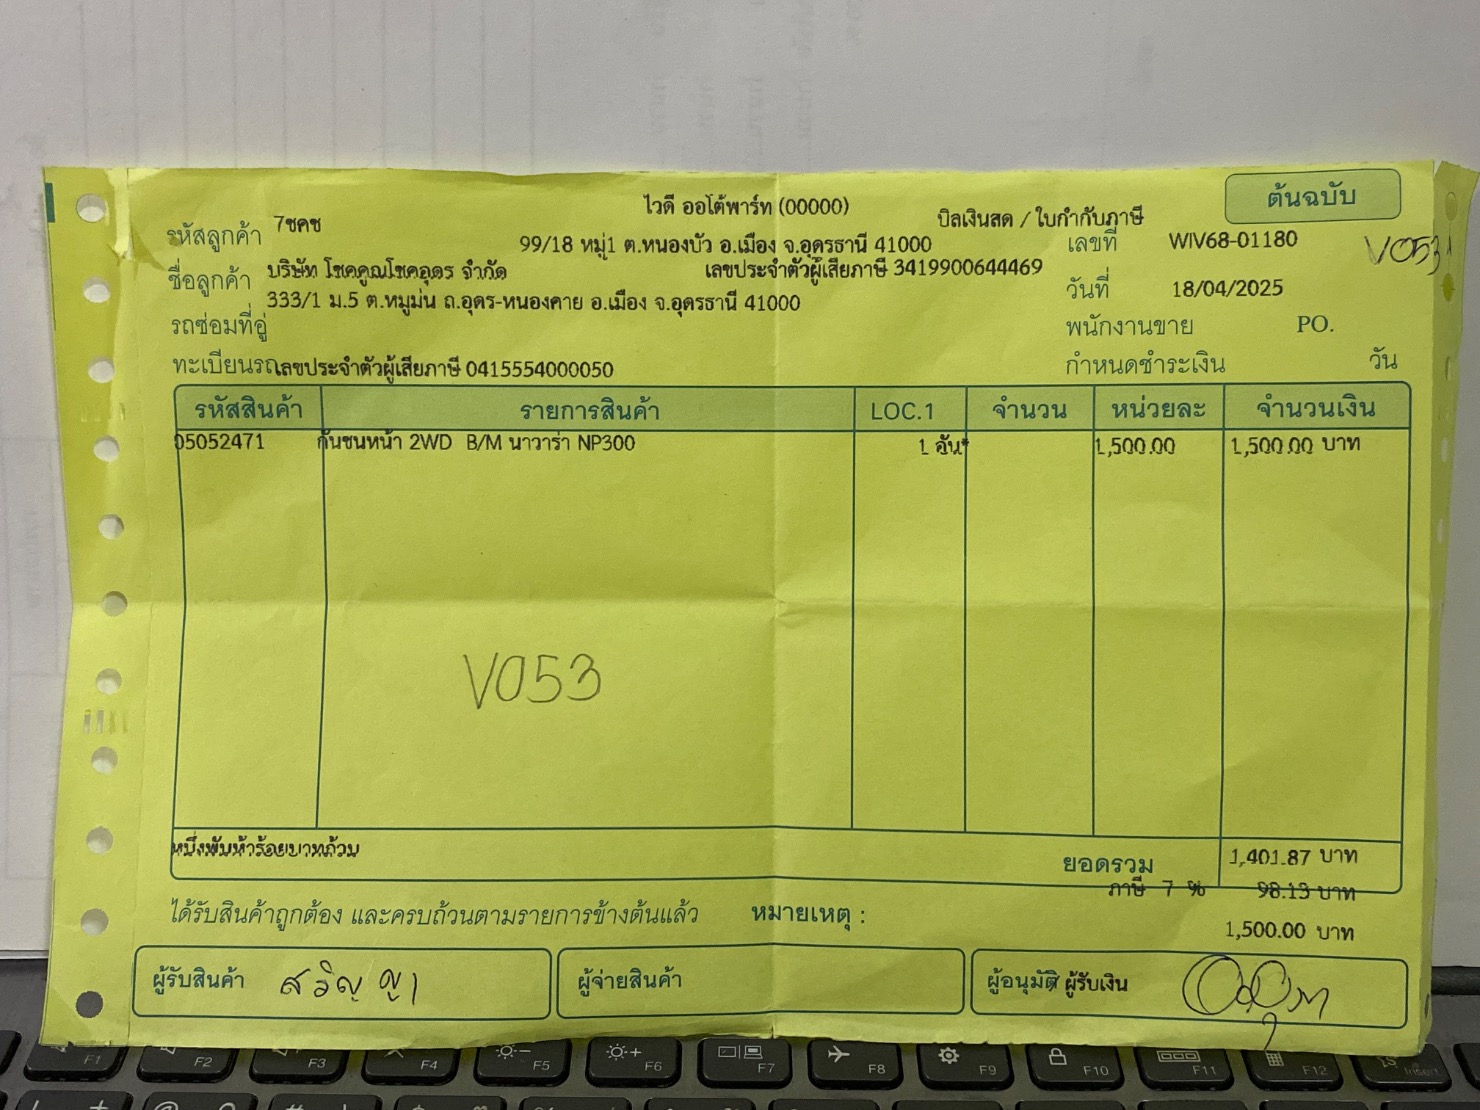 ต้นฉบับ
ไวดี ออโต้พาร์ท (00000)
บิลเงินสด / ใบกำกับภาษี
รหัสลูกค้า 7ชคช
99/18 หมู่1 ต.หนองบัว อ.เมือง จ.อุดรธานี 41000
เลขที่ WIV68-01180
V053
ชื่อลูกค้า บริษัท โชคคูณโชคอุดร จำกัด
เลขประจำตัวผู้เสียภาษี 3419900644469
วันที่ 18/04/2025
333/1 ม.5 ต.หมูม่น ถ.อุดร-หนองคาย อ.เมือง จ.อุดรธานี 41000
รถซ่อมที่อู่
พนักงานขาย PO.
ทะเบียนรถ เลขประจำตัวผู้เสียภาษี 0415554000050
กำหนดชำระเงิน วัน
รหัสสินค้า รายการสินค้า LOC.1 จำนวน หน่วยละ จำนวนเงิน
05052471 กันชนหน้า 2WD B/M นาวาร่า NP300 1 อัน* 1,500.00 1,500.00 บาท
V053
หนึ่งพันห้าร้อยบาทถ้วน
ยอดรวม 1,401.87 บาท
ภาษี 7 % 98.13 บาท
ได้รับสินค้าถูกต้อง และครบถ้วนตามรายการข้างต้นแล้ว หมายเหตุ :
1,500.00 บาท
ผู้รับสินค้า
ผู้จ่ายสินค้า
ผู้อนุมัติ ผู้รับเงิน
F1 F2 F3 F4 F5 F6 F7 F8 F9 F10 F11 F12 Insert